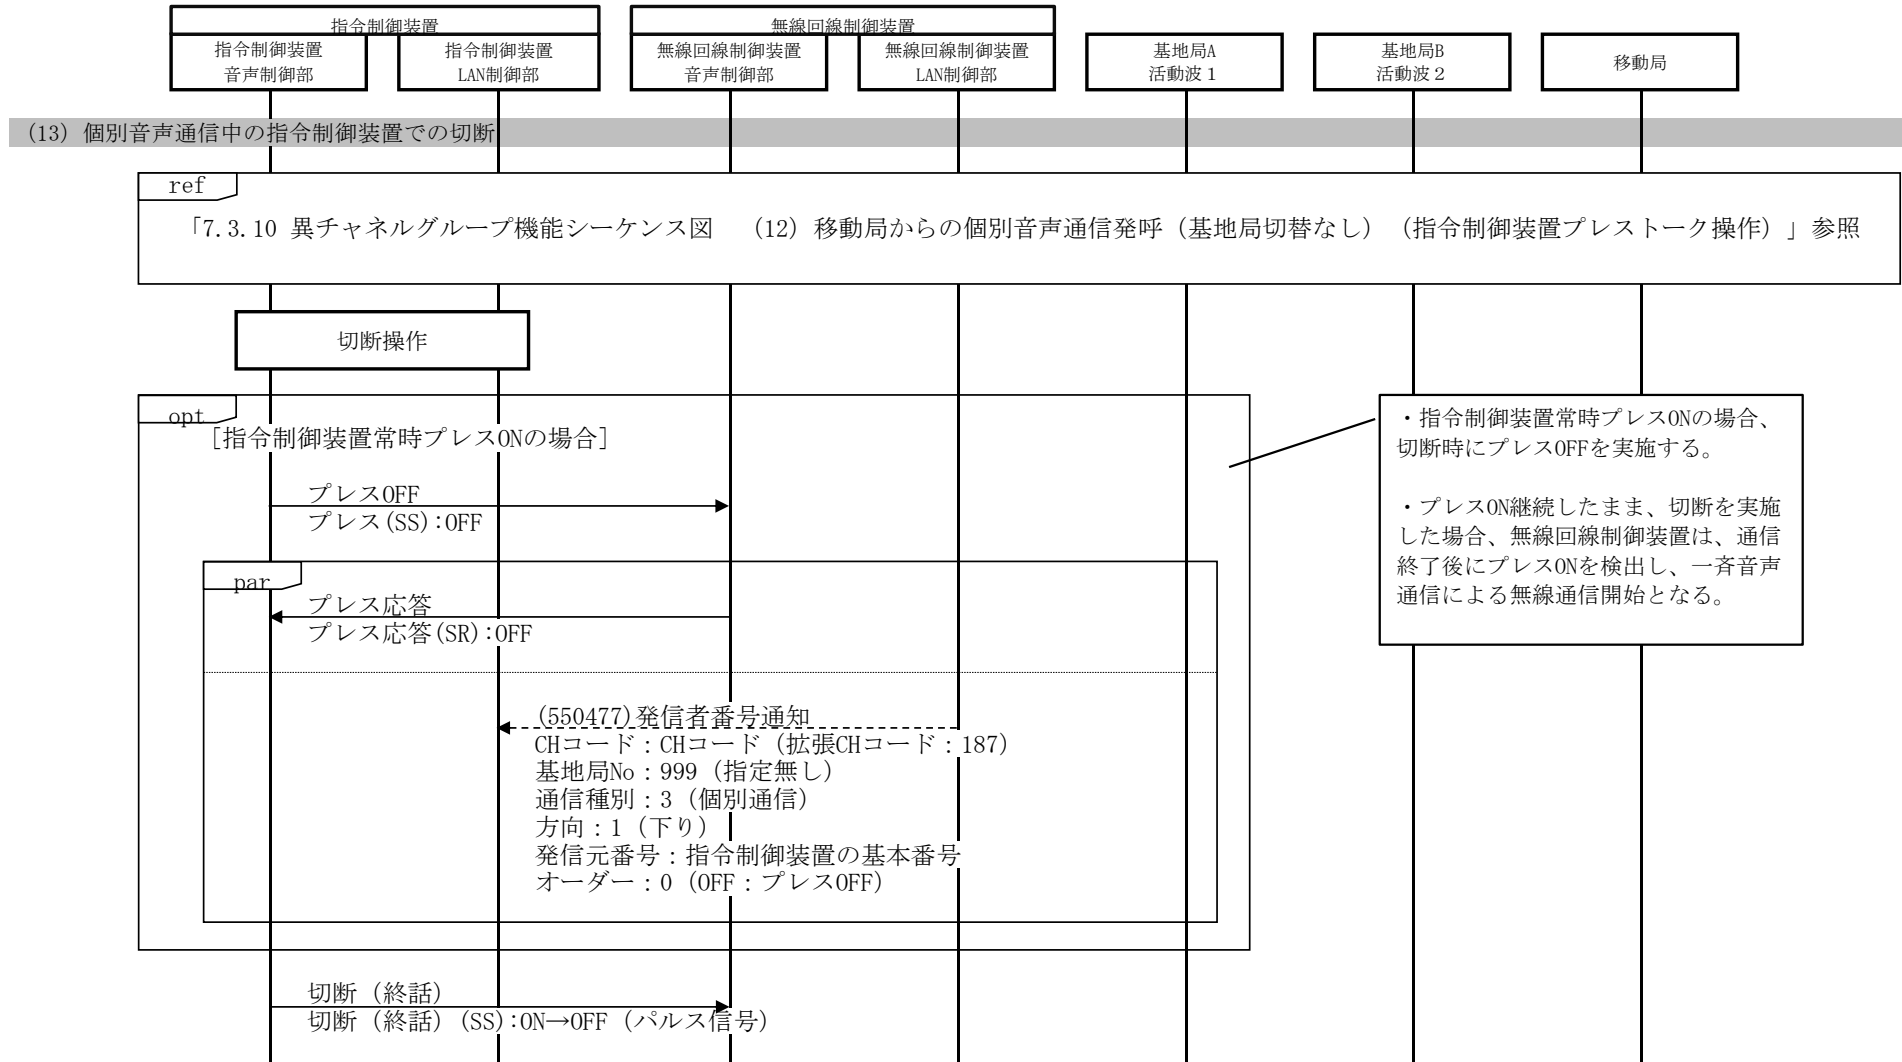 指令制御装置
無線回線制御装置
指令制御装置
音声制御部
指令制御装置
LAN制御部
無線回線制御装置
音声制御部
無線回線制御装置
LAN制御部
基地局A
活動波1
基地局B
活動波2
移動局
(13) 個別音声通信中の指令制御装置での切断
ref
「7.3.10 異チャネルグループ機能シーケンス図 (12) 移動局からの個別音声通信発呼(基地局切替なし)(指令制御装置プレストーク操作)」参照
切断操作
opt
[指令制御装置常時プレスONの場合]
・指令制御装置常時プレスONの場合、
切断時にプレスOFFを実施する。
・プレスON継続したまま、切断を実施
した場合、無線回線制御装置は、通信
終了後にプレスONを検出し、一斉音声
通信による無線通信開始となる。
プレスOFF
プレス(SS):OFF
par
プレス応答
プレス応答(SR):OFF
(550477)発信者番号通知
CHコード:CHコード(拡張CHコード:187)
基地局No:999(指定無し)
通信種別:3(個別通信)
方向:1(下り)
発信元番号:指令制御装置の基本番号
オーダー:0(OFF:プレスOFF)
切断(終話)
切断(終話)(SS):ON→OFF(パルス信号)